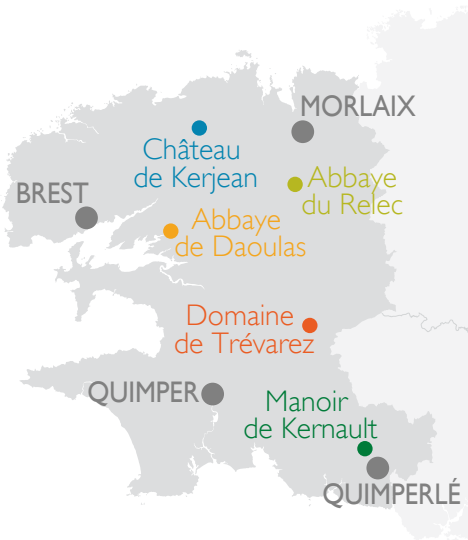 MORLAIX
Château
de Kerjean
Abbaye
du Relec
BREST
Abbaye
de Daoulas
Domaine
de Trévarez
QUIMPER
Manoir
de Kernault
QUIMPERLÉ